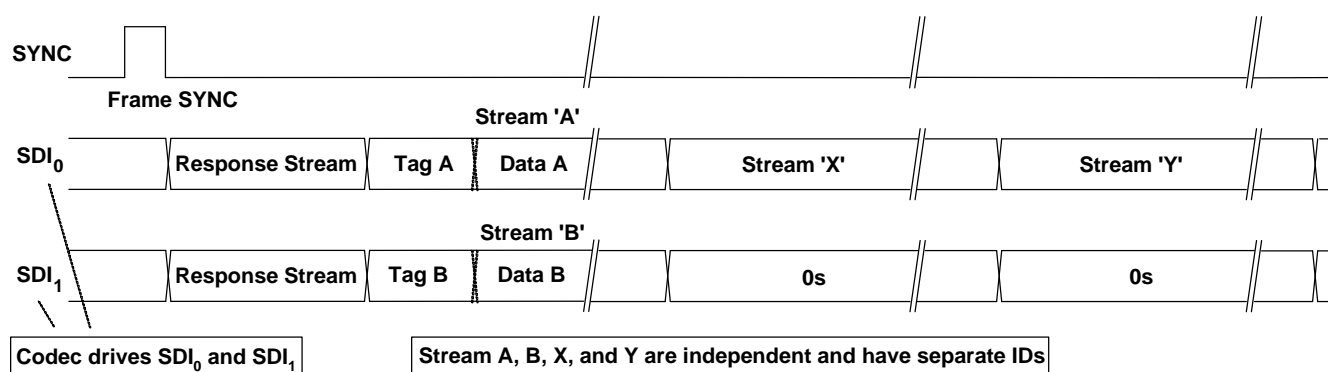 SYNC
Frame SYNC
Stream 'A'
SDI0 Response Stream Tag A Data A Stream 'X' Stream 'Y'
Stream 'B'
SDI1 Response Stream Tag B Data B 0s 0s
Codec drives SDI0 and SDI1
Stream A, B, X, and Y are independent and have separate IDs